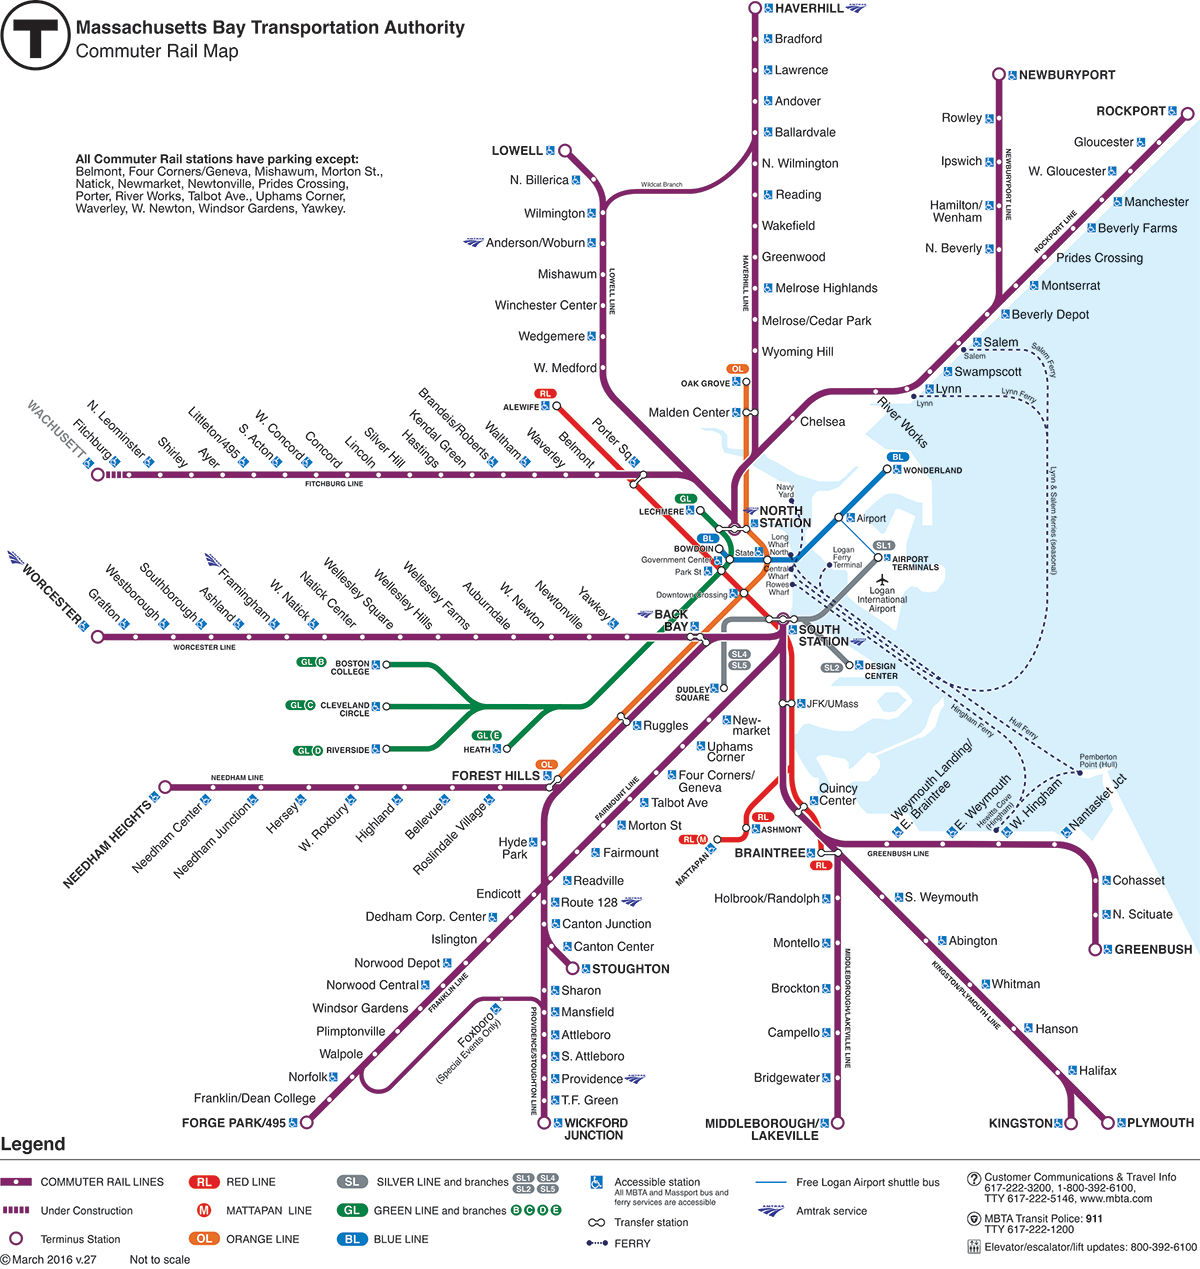 T
Massachusetts Bay Transportation Authority
Commuter Rail Map
All Commuter Rail stations have parking except:
Belmont, Four Corners/Geneva, Mishawum, Morton St.,
Natick, Newmarket, Newtonville, Prides Crossing,
Porter, River Works, Talbot Ave., Uphams Corner,
Waverley, W. Newton, Windsor Gardens, Yawkey.
HAVERHILL
AMTRAK
Bradford
Lawrence
Andover
Ballardvale
N. Wilmington
Reading
Wakefield
Greenwood
Melrose Highlands
Melrose/Cedar Park
Wyoming Hill
HAVERHILL LINE
Wildcat Branch
NEWBURYPORT
Rowley
Ipswich
Hamilton/
Wenham
N. Beverly
NEWBURYPORT LINE
ROCKPORT
Gloucester
W. Gloucester
Manchester
Beverly Farms
Prides Crossing
Montserrat
Beverly Depot
Salem
Swampscott
Lynn
River Works
Chelsea
ROCKPORT LINE
Salem
Lynn
Salem Ferry
Lynn Ferry
Lynn & Salem ferries (seasonal)
LOWELL
N. Billerica
Wilmington
AMTRAK
Anderson/Woburn
Mishawum
Winchester Center
Wedgemere
W. Medford
LOWELL LINE
OL
OAK GROVE
Malden Center
RL
ALEWIFE
WACHUSETT
Fitchburg
N. Leominster
Shirley
Ayer
Littleton/495
S. Acton
W. Concord
Concord
Lincoln
Silver Hill
Hastings
Kendal Green
Brandeis/Roberts
Waltham
Waverley
Belmont
Porter Sq
FITCHBURG LINE
GL
LECHMERE
AMTRAK
NORTH
STATION
BL
BOWDOIN
Government Center
Park St
State
Downtown Crossing
BL
WONDERLAND
Airport
SL1
AIRPORT
TERMINALS
Logan
International
Airport
Navy
Yard
Long
Wharf
North
Central
Wharf
Rowes
Wharf
Logan
Ferry
Terminal
AMTRAK
WORCESTER
Grafton
Westborough
Southborough
Ashland
AMTRAK
Framingham
W. Natick
Natick Center
Wellesley Square
Wellesley Hills
Wellesley Farms
Auburndale
W. Newton
Newtonville
Yawkey
WORCESTER LINE
AMTRAK
BACK
BAY
SOUTH
STATION
AMTRAK
SL4
SL5
DUDLEY
SQUARE
SL2
DESIGN
CENTER
GL B
BOSTON
COLLEGE
GL C
CLEVELAND
CIRCLE
GL D
RIVERSIDE
GL E
HEATH
Ruggles
JFK/UMass
OL
FOREST HILLS
NEEDHAM LINE
NEEDHAM HEIGHTS
Needham Center
Needham Junction
Hersey
W. Roxbury
Highland
Bellevue
Roslindale Village
New-
market
Uphams
Corner
Four Corners/
Geneva
Talbot Ave
Morton St
Fairmount
Readville
FAIRMOUNT LINE
Hyde
Park
RL
ASHMONT
RL M
MATTAPAN
Quincy
Center
BRAINTREE
RL
Hingham Ferry
Hull Ferry
Pemberton
Point (Hull)
Weymouth Landing/
E. Braintree
E. Weymouth
Hewitts Cove
(Hingham)
W. Hingham
Nantasket Jct
GREENBUSH LINE
Cohasset
N. Scituate
GREENBUSH
Route 128
AMTRAK
Canton Junction
Canton Center
STOUGHTON
Sharon
Mansfield
Attleboro
S. Attleboro
Providence
AMTRAK
T.F. Green
WICKFORD
JUNCTION
PROVIDENCE/STOUGHTON LINE
Endicott
Dedham Corp. Center
Islington
Norwood Depot
Norwood Central
Windsor Gardens
Plimptonville
Walpole
Norfolk
Franklin/Dean College
FORGE PARK/495
FRANKLIN LINE
Foxboro
(Special Events Only)
Holbrook/Randolph
Montello
Brockton
Campello
Bridgewater
MIDDLEBOROUGH/
LAKEVILLE
MIDDLEBOROUGH/LAKEVILLE LINE
S. Weymouth
Abington
Whitman
Hanson
Halifax
KINGSTON
PLYMOUTH
KINGSTON/PLYMOUTH LINE
Legend
COMMUTER RAIL LINES
Under Construction
Terminus Station
RL RED LINE
M MATTAPAN LINE
OL ORANGE LINE
SL SILVER LINE and branches SL1 SL4 SL2 SL5
GL GREEN LINE and branches B C D E
BL BLUE LINE
Accessible station
All MBTA and Massport bus and
ferry services are accessible
Transfer station
FERRY
Free Logan Airport shuttle bus
AMTRAK
Amtrak service
? Customer Communications & Travel Info
617-222-3200, 1-800-392-6100,
TTY 617-222-5146, www.mbta.com
MBTA Transit Police: 911
TTY 617-222-1200
Elevator/escalator/lift updates: 800-392-6100
© March 2016 v.27
Not to scale